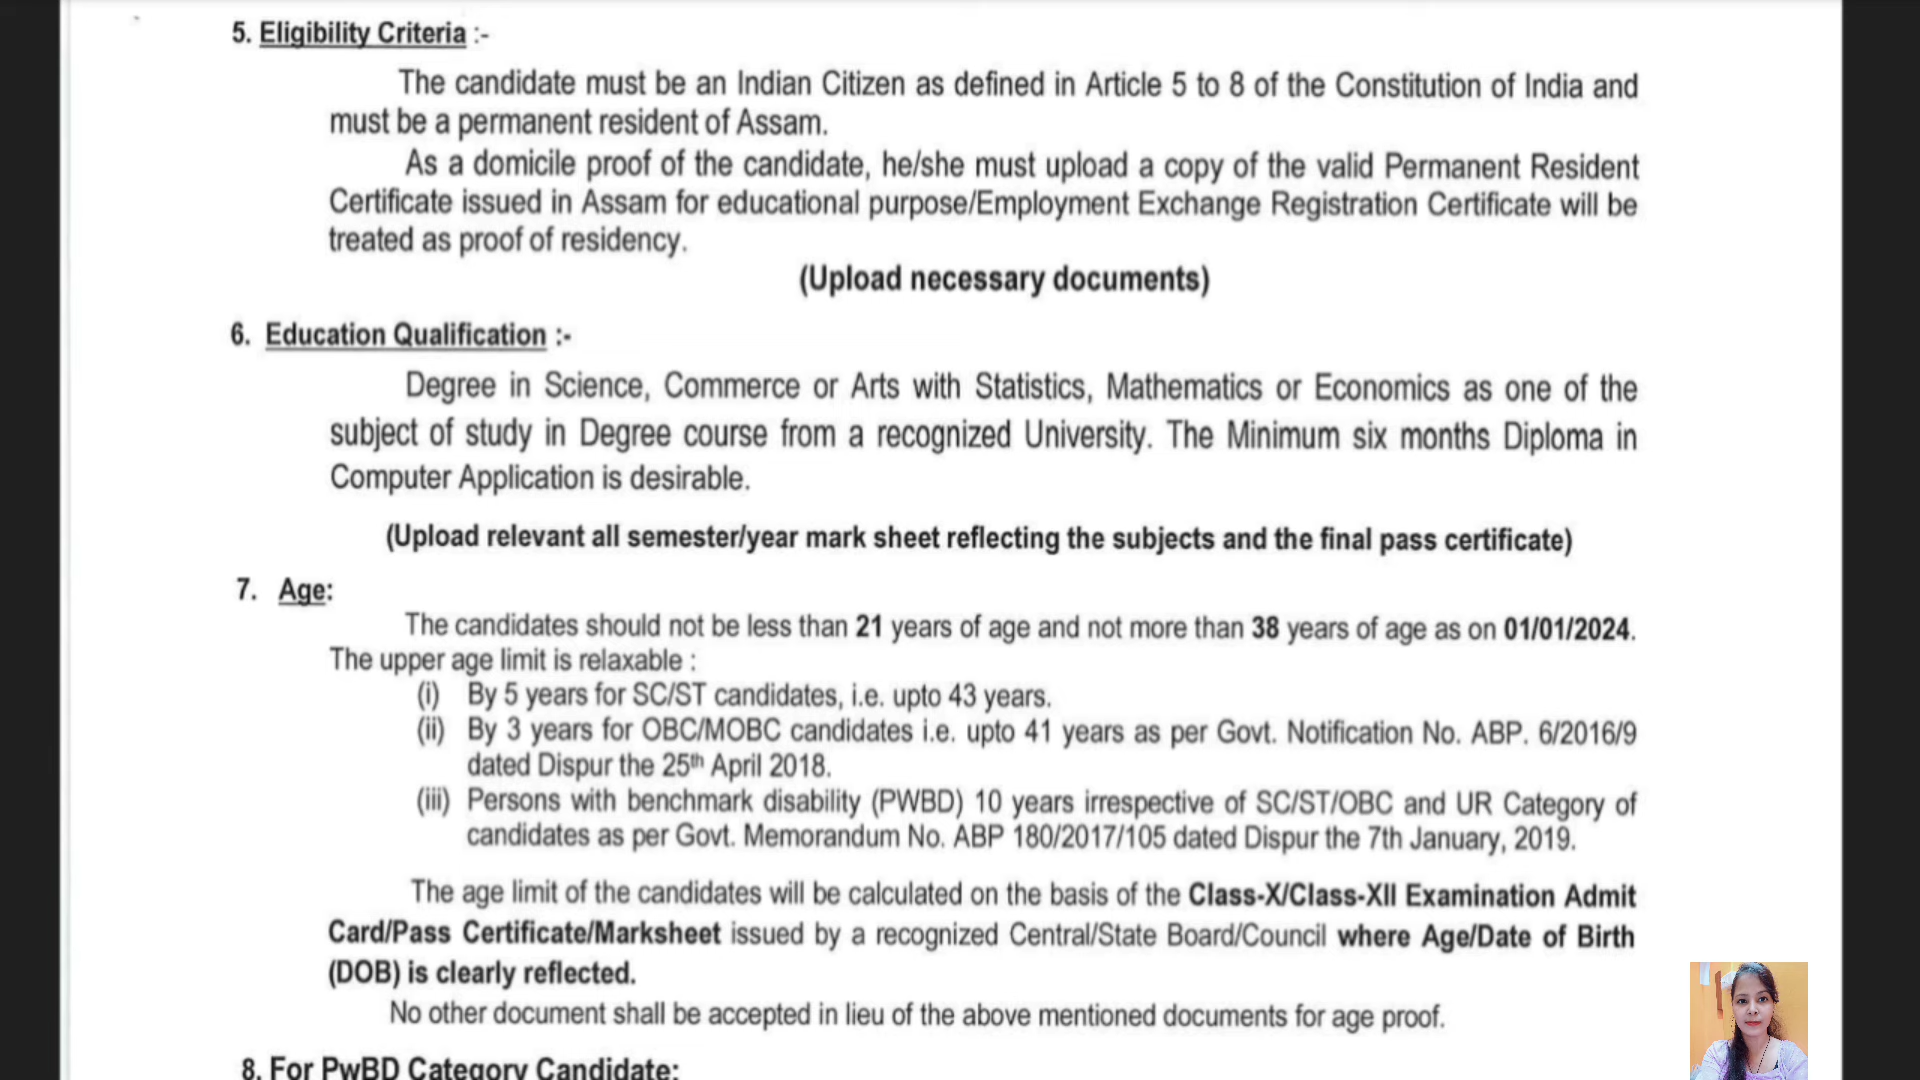 5. Eligibility Criteria :-
The candidate must be an Indian Citizen as defined in Article 5 to 8 of the Constitution of India and
must be a permanent resident of Assam.
As a domicile proof of the candidate, he/she must upload a copy of the valid Permanent Resident
Certificate issued in Assam for educational purpose/Employment Exchange Registration Certificate will be
treated as proof of residency.
(Upload necessary documents)
6. Education Qualification :-
Degree in Science, Commerce or Arts with Statistics, Mathematics or Economics as one of the
subject of study in Degree course from a recognized University. The Minimum six months Diploma in
Computer Application is desirable.
(Upload relevant all semester/year mark sheet reflecting the subjects and the final pass certificate)
7. Age:
The candidates should not be less than 21 years of age and not more than 38 years of age as on 01/01/2024.
The upper age limit is relaxable :
(i) By 5 years for SC/ST candidates, i.e. upto 43 years.
(ii) By 3 years for OBC/MOBC candidates i.e. upto 41 years as per Govt. Notification No. ABP. 6/2016/9
dated Dispur the 25th April 2018.
(iii) Persons with benchmark disability (PWBD) 10 years irrespective of SC/ST/OBC and UR Category of
candidates as per Govt. Memorandum No. ABP 180/2017/105 dated Dispur the 7th January, 2019.
The age limit of the candidates will be calculated on the basis of the Class-X/Class-XII Examination Admit
Card/Pass Certificate/Marksheet issued by a recognized Central/State Board/Council where Age/Date of Birth
(DOB) is clearly reflected.
No other document shall be accepted in lieu of the above mentioned documents for age proof.
8. For PwBD Category Candidate: